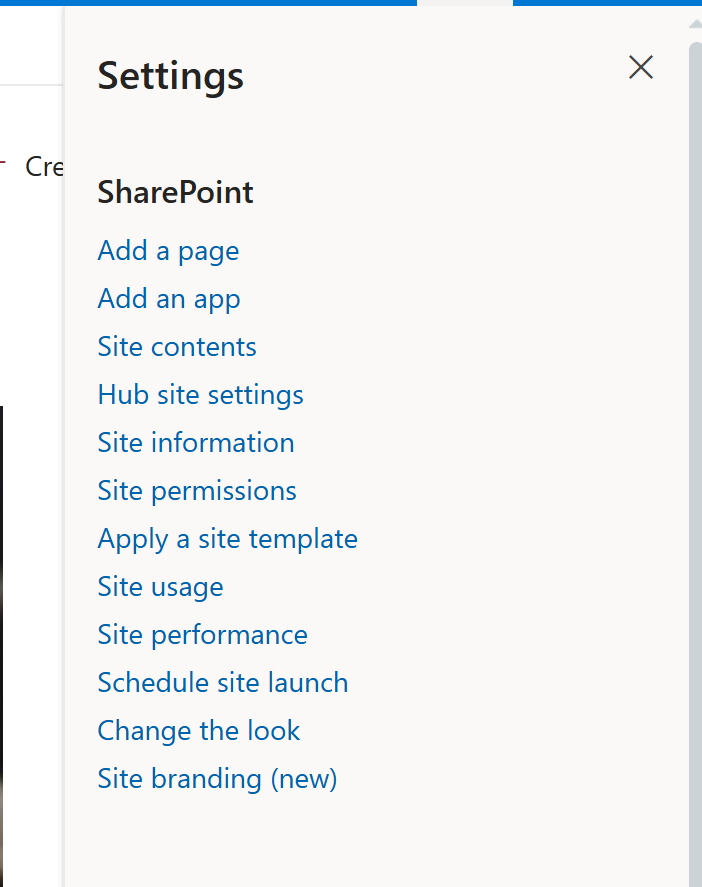 Settings
Cre
SharePoint
Add a page
Add an app
Site contents
Hub site settings
Site information
Site permissions
Apply a site template
Site usage
Site performance
Schedule site launch
Change the look
Site branding (new)